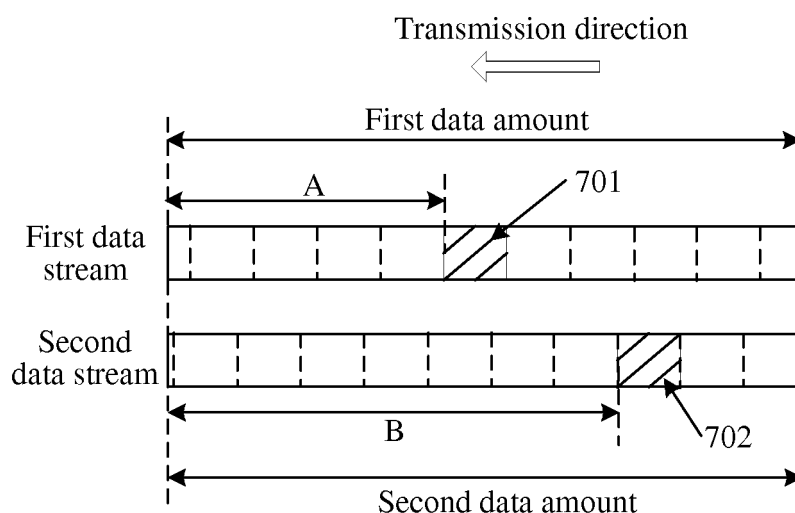 Transmission direction
First data amount
A
701
First data
stream
Second
data stream
B
702
Second data amount